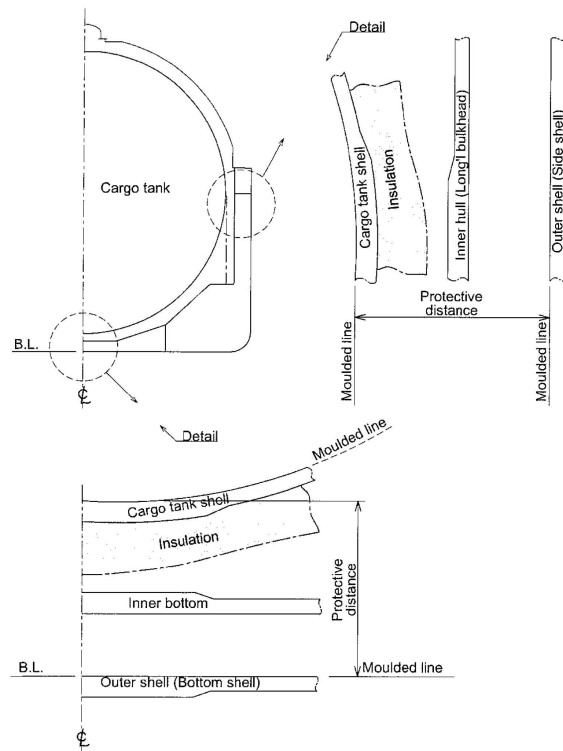 Detail
Cargo tank
B.L.
℄
Cargo tank shell
Insulation
Inner hull (Long'l bulkhead)
Outer shell (Side shell)
Protective
distance
Moulded line
Moulded line
Detail
Moulded line
Cargo tank shell
Insulation
Inner bottom
Protective
distance
B.L.
Moulded line
Outer shell (Bottom shell)
℄